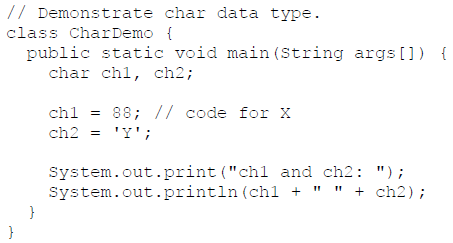 // Demonstrate char data type.
class CharDemo {
  public static void main(String args[]) {
    char ch1, ch2;

    ch1 = 88; // code for X
    ch2 = 'Y';

    System.out.print("ch1 and ch2: ");
    System.out.println(ch1 + " " + ch2);
  }
}